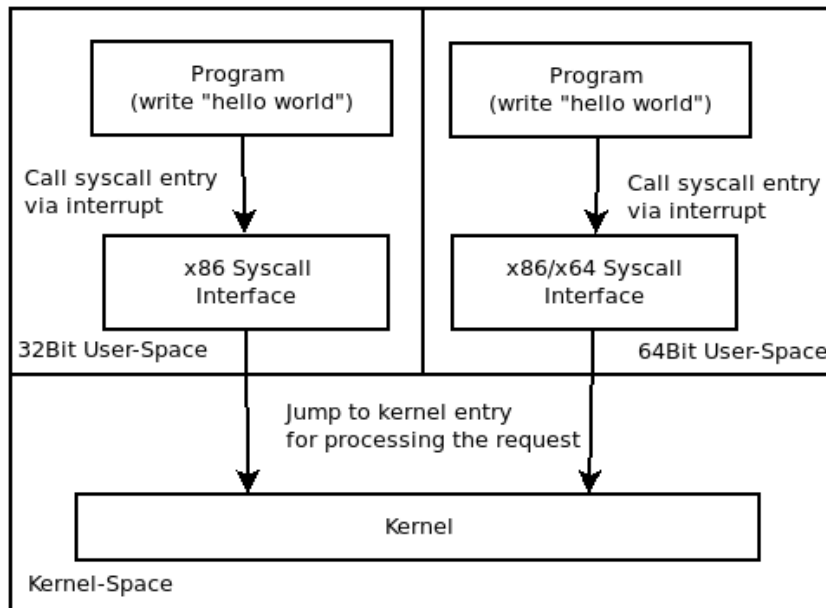 Program
(write "hello world")
Call syscall entry
via interrupt
x86 Syscall
Interface
32Bit User-Space
Program
(write "hello world")
Call syscall entry
via interrupt
x86/x64 Syscall
Interface
64Bit User-Space
Jump to kernel entry
for processing the request
Kernel
Kernel-Space